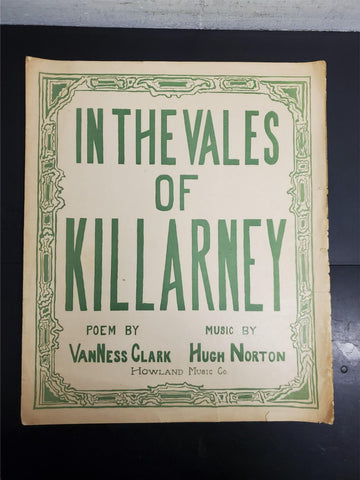 IN THE VALES
OF
KILLARNEY
POEM BY MUSIC BY
VANNESS CLARK HUGH NORTON
HOWLAND MUSIC CO.